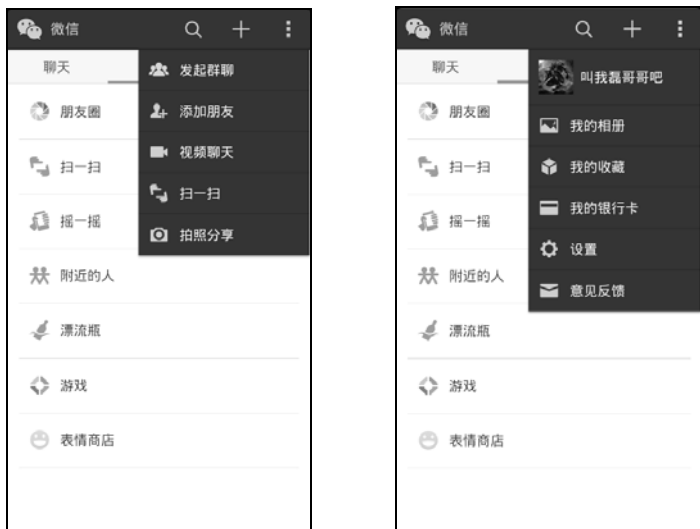 微信
聊天
发起群聊
朋友圈
添加朋友
视频聊天
扫一扫
扫一扫
摇一摇
拍照分享
附近的人
漂流瓶
游戏
表情商店
微信
聊天
叫我磊哥哥吧
朋友圈
我的相册
扫一扫
我的收藏
摇一摇
我的银行卡
附近的人
设置
意见反馈
漂流瓶
游戏
表情商店